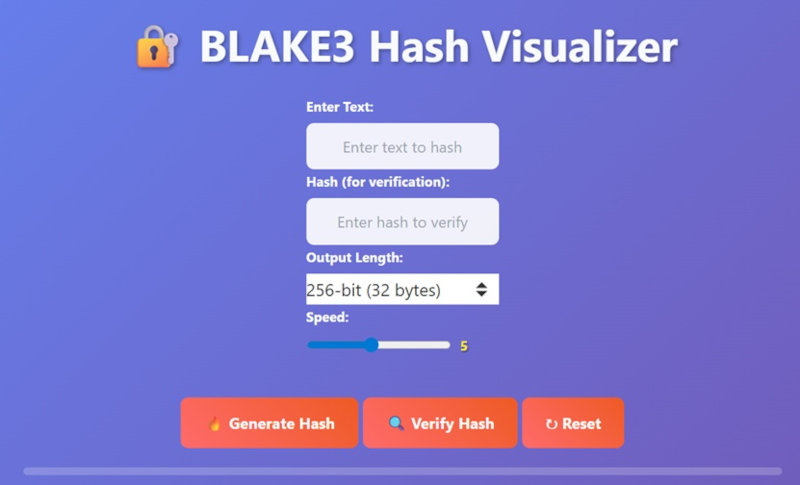 🔐 BLAKE3 Hash Visualizer
Enter Text:
Enter text to hash
Hash (for verification):
Enter hash to verify
Output Length:
256-bit (32 bytes)
Speed:
5
🔥 Generate Hash 🔍 Verify Hash ↻ Reset